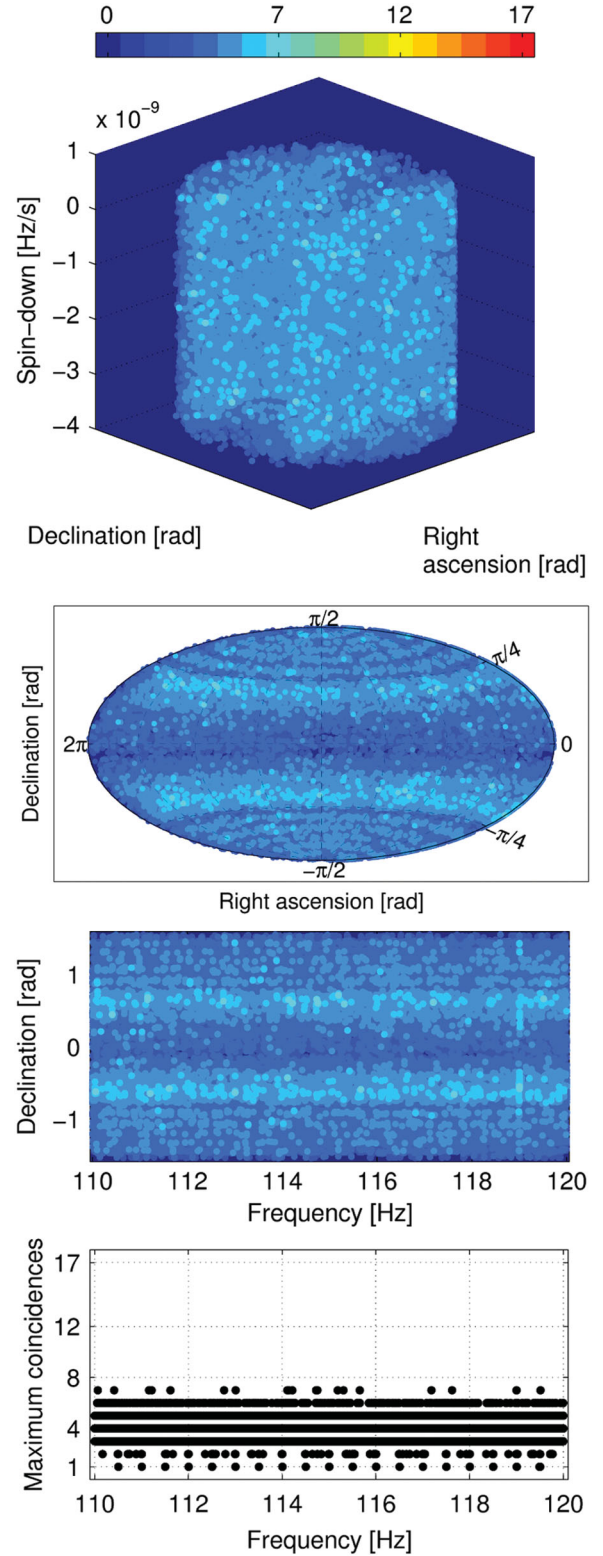 0 7 12 17
x 10⁻⁹
1
0
−1
−2
−3
−4
Spin−down [Hz/s]
Declination [rad]
Right
ascension [rad]
π/2
π/4
2π
0
−π/4
−π/2
Declination [rad]
Right ascension [rad]
1
0
−1
Declination [rad]
110 112 114 116 118 120
Frequency [Hz]
17
12
8
4
1
Maximum coincidences
110 112 114 116 118 120
Frequency [Hz]